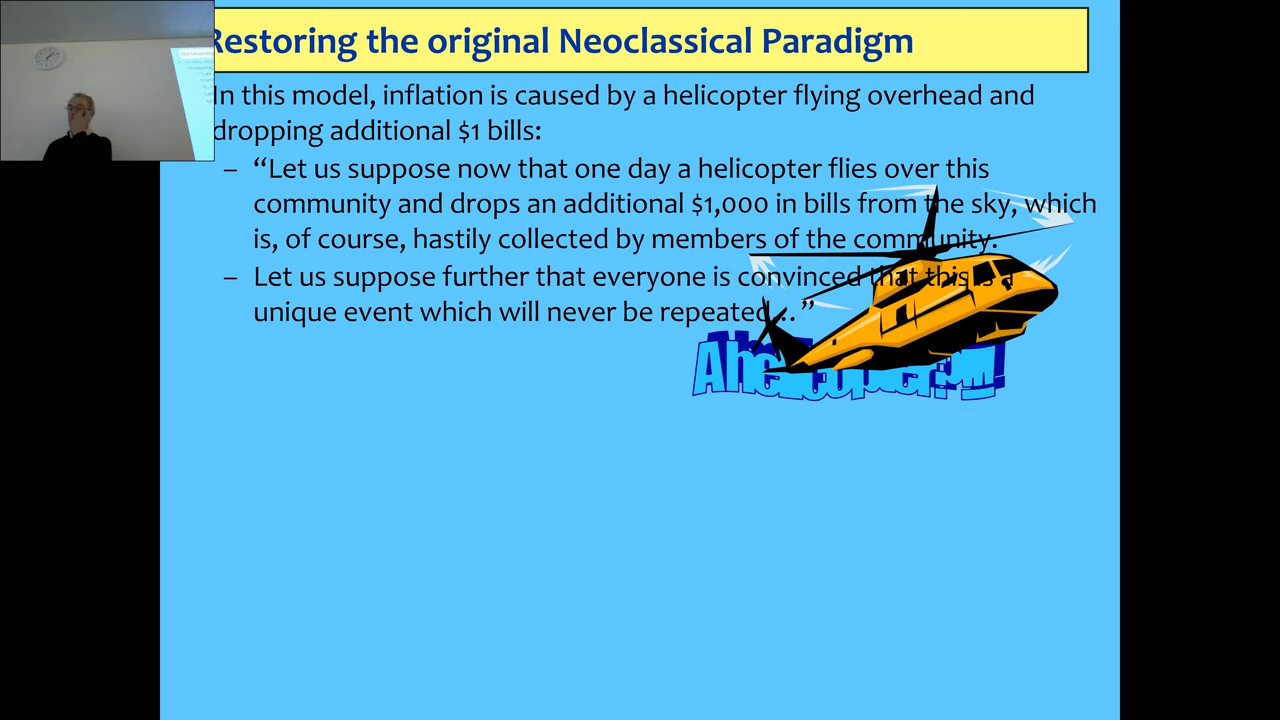 Restoring the original Neoclassical Paradigm
In this model, inflation is caused by a helicopter flying overhead and
dropping additional $1 bills:
– “Let us suppose now that one day a helicopter flies over this
community and drops an additional $1,000 in bills from the sky, which
is, of course, hastily collected by members of the community.
– Let us suppose further that everyone is convinced that this is a
unique event which will never be repeated…”
A helicopter!